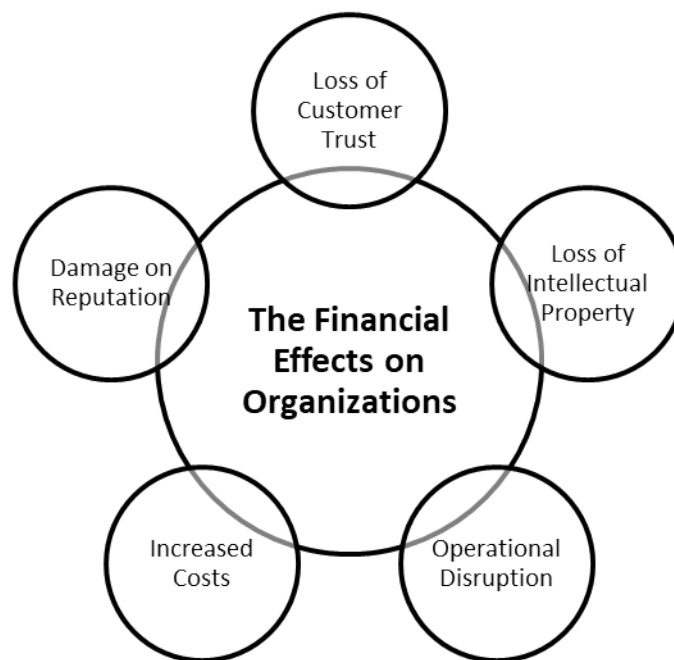 Loss of
Customer
Trust
Damage on
Reputation
Loss of
Intellectual
Property
The Financial
Effects on
Organizations
Increased
Costs
Operational
Disruption